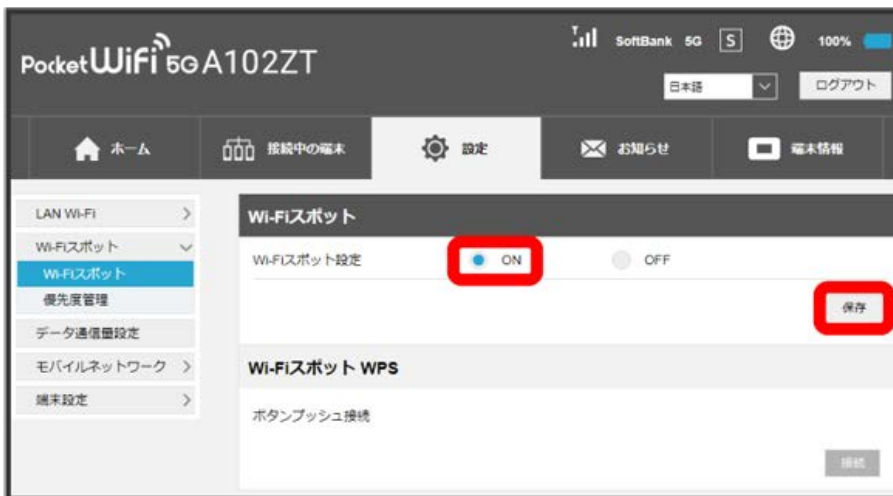 SoftBank 5G S 100%
PocketWiFi 5G A102ZT
日本語 ログアウト
ホーム 接続中の端末 設定 お知らせ 端末情報
LAN Wi-Fi
Wi-Fiスポット
Wi-Fiスポット
優先度管理
データ通信量設定
モバイルネットワーク
端末設定
Wi-Fiスポット
Wi-Fiスポット設定 ON OFF
保存
Wi-Fiスポット WPS
ボタンプッシュ接続
接続